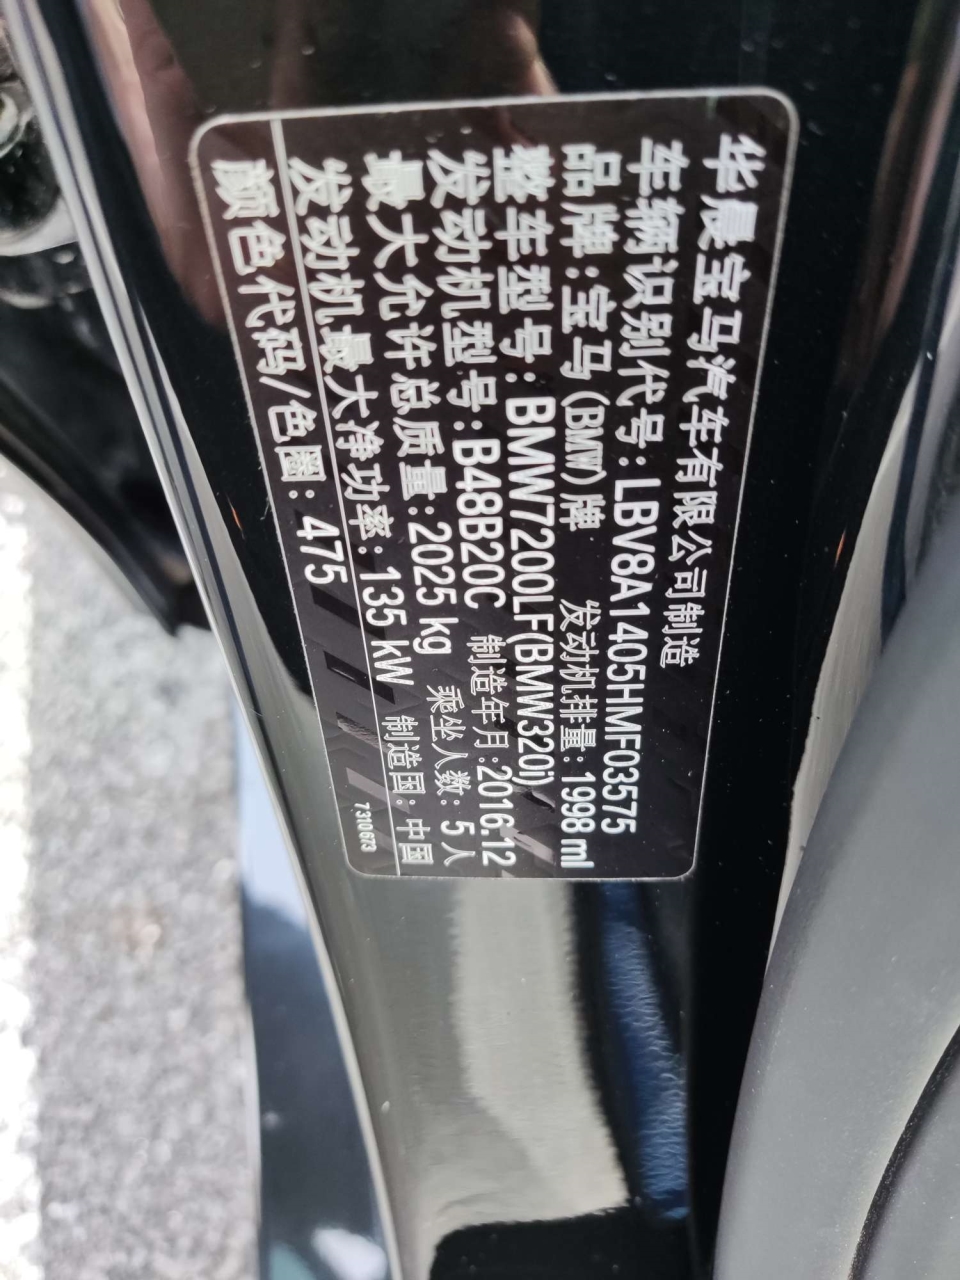 华晨宝马汽车有限公司制造
车辆识别代号:LBV8A1405HMF03575
品牌:宝马(BMW)牌 发动机排量:1998 ml
整车型号:BMW7200LF(BMW320i)
发动机型号:B48B20C 制造年月:2016.12
最大允许总质量:2025 kg 乘坐人数:5人
发动机最大净功率:135 kW 制造国:中国
颜色代码/色圈:475
7310673